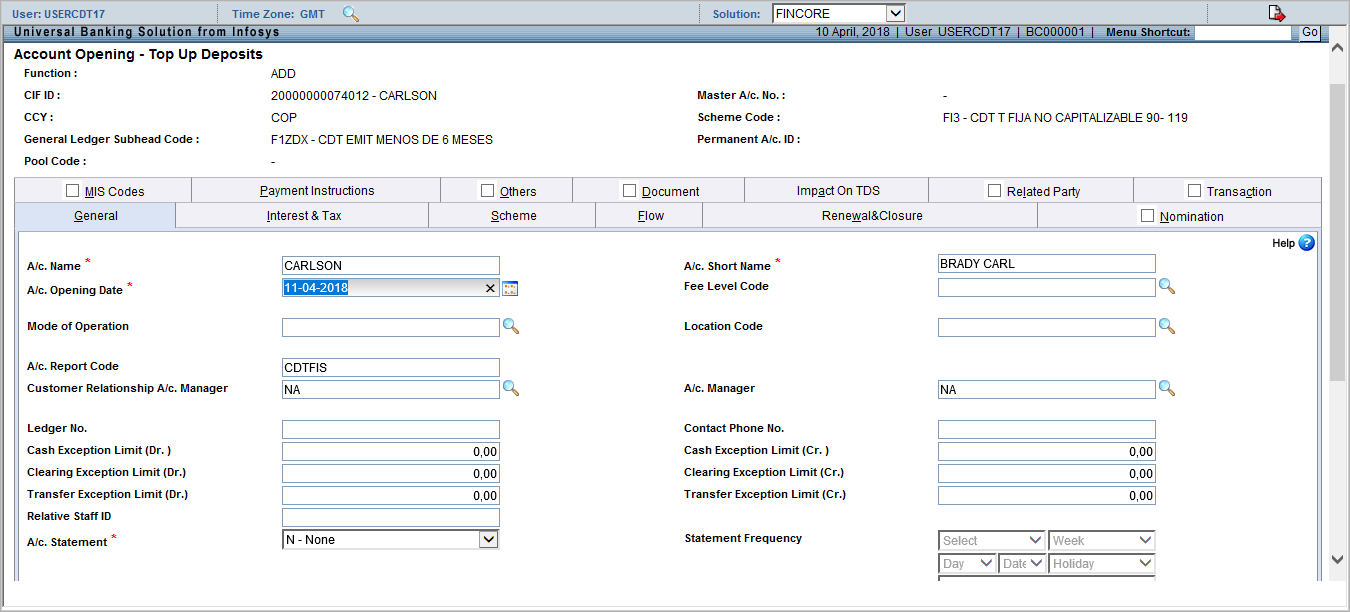 User: USERCDT17 Time Zone: GMT Solution: FINCORE
Universal Banking Solution from Infosys 10 April, 2018 | User USERCDT17 | BC000001 | Menu Shortcut: Go
Account Opening - Top Up Deposits
Function : ADD
CIF ID : 20000000074012 - CARLSON Master A/c. No. : -
CCY : COP Scheme Code : FI3 - CDT T FIJA NO CAPITALIZABLE 90- 119
General Ledger Subhead Code : F1ZDX - CDT EMIT MENOS DE 6 MESES Permanent A/c. ID :
Pool Code : -
MIS Codes Payment Instructions Others Document Impact On TDS Related Party Transaction
General Interest & Tax Scheme Flow Renewal&Closure Nomination
Help ?
A/c. Name * CARLSON A/c. Short Name * BRADY CARL
A/c. Opening Date * 11-04-2018 Fee Level Code
Mode of Operation Location Code
A/c. Report Code CDTFIS
Customer Relationship A/c. Manager NA A/c. Manager NA
Ledger No. Contact Phone No.
Cash Exception Limit (Dr. ) 0,00 Cash Exception Limit (Cr. ) 0,00
Clearing Exception Limit (Dr.) 0,00 Clearing Exception Limit (Cr.) 0,00
Transfer Exception Limit (Dr.) 0,00 Transfer Exception Limit (Cr.) 0,00
Relative Staff ID
A/c. Statement * N - None Statement Frequency Select Week
Day Date Holiday